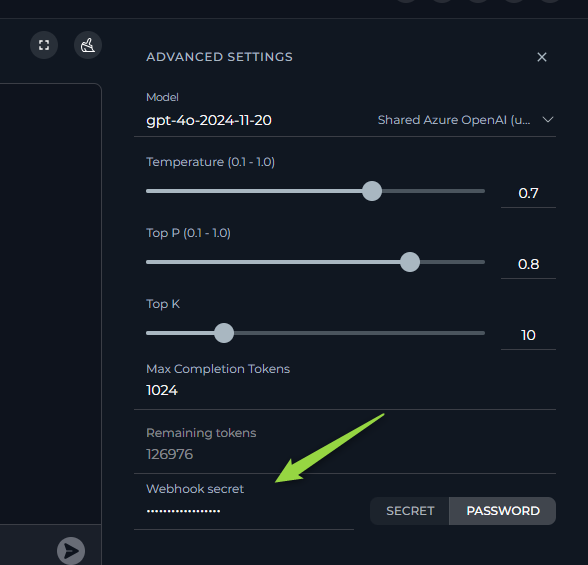 ADVANCED SETTINGS
Model
gpt-4o-2024-11-20 Shared Azure OpenAI (u...
Temperature (0.1 - 1.0)
0.7
Top P (0.1 - 1.0)
0.8
Top K
10
Max Completion Tokens
1024
Remaining tokens
126976
Webhook secret
••••••••••••••••••
SECRET PASSWORD